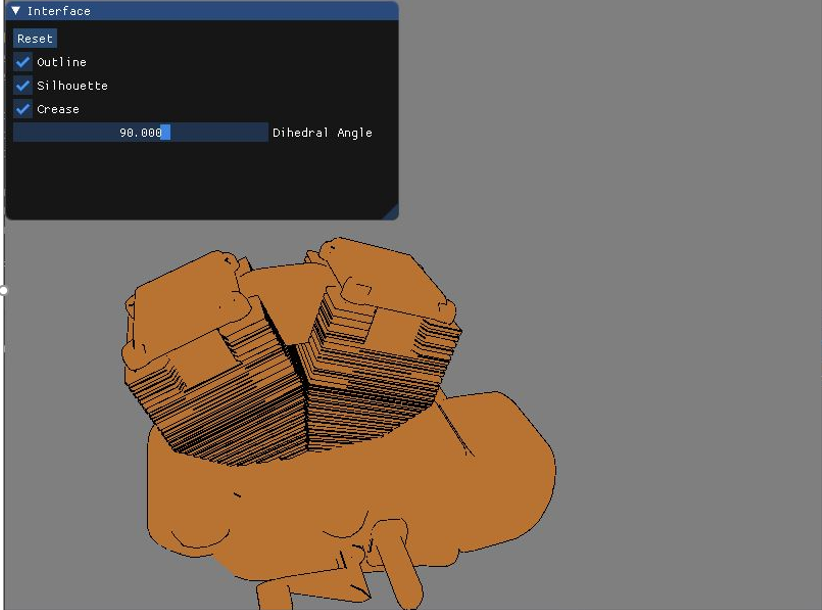 Interface
Reset
Outline
Silhouette
Crease
90.000 Dihedral Angle